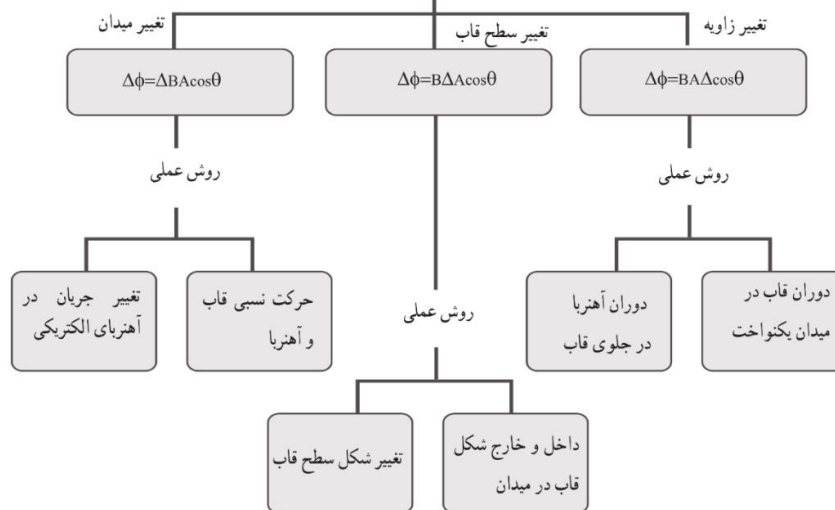 تغییر زاویه
تغییر سطح قاب
تغییر میدان
Δϕ=BAΔcosθ
Δϕ=BΔAcosθ
Δϕ=ΔBAcosθ
روش عملی
روش عملی
دوران قاب در
میدان یکنواخت
دوران آهنربا
در جلوی قاب
روش عملی
حرکت نسبی قاب
و آهنربا
تغییر جریان در
آهنربای الکتریکی
داخل و خارج شکل
قاب در میدان
تغییر شکل سطح قاب